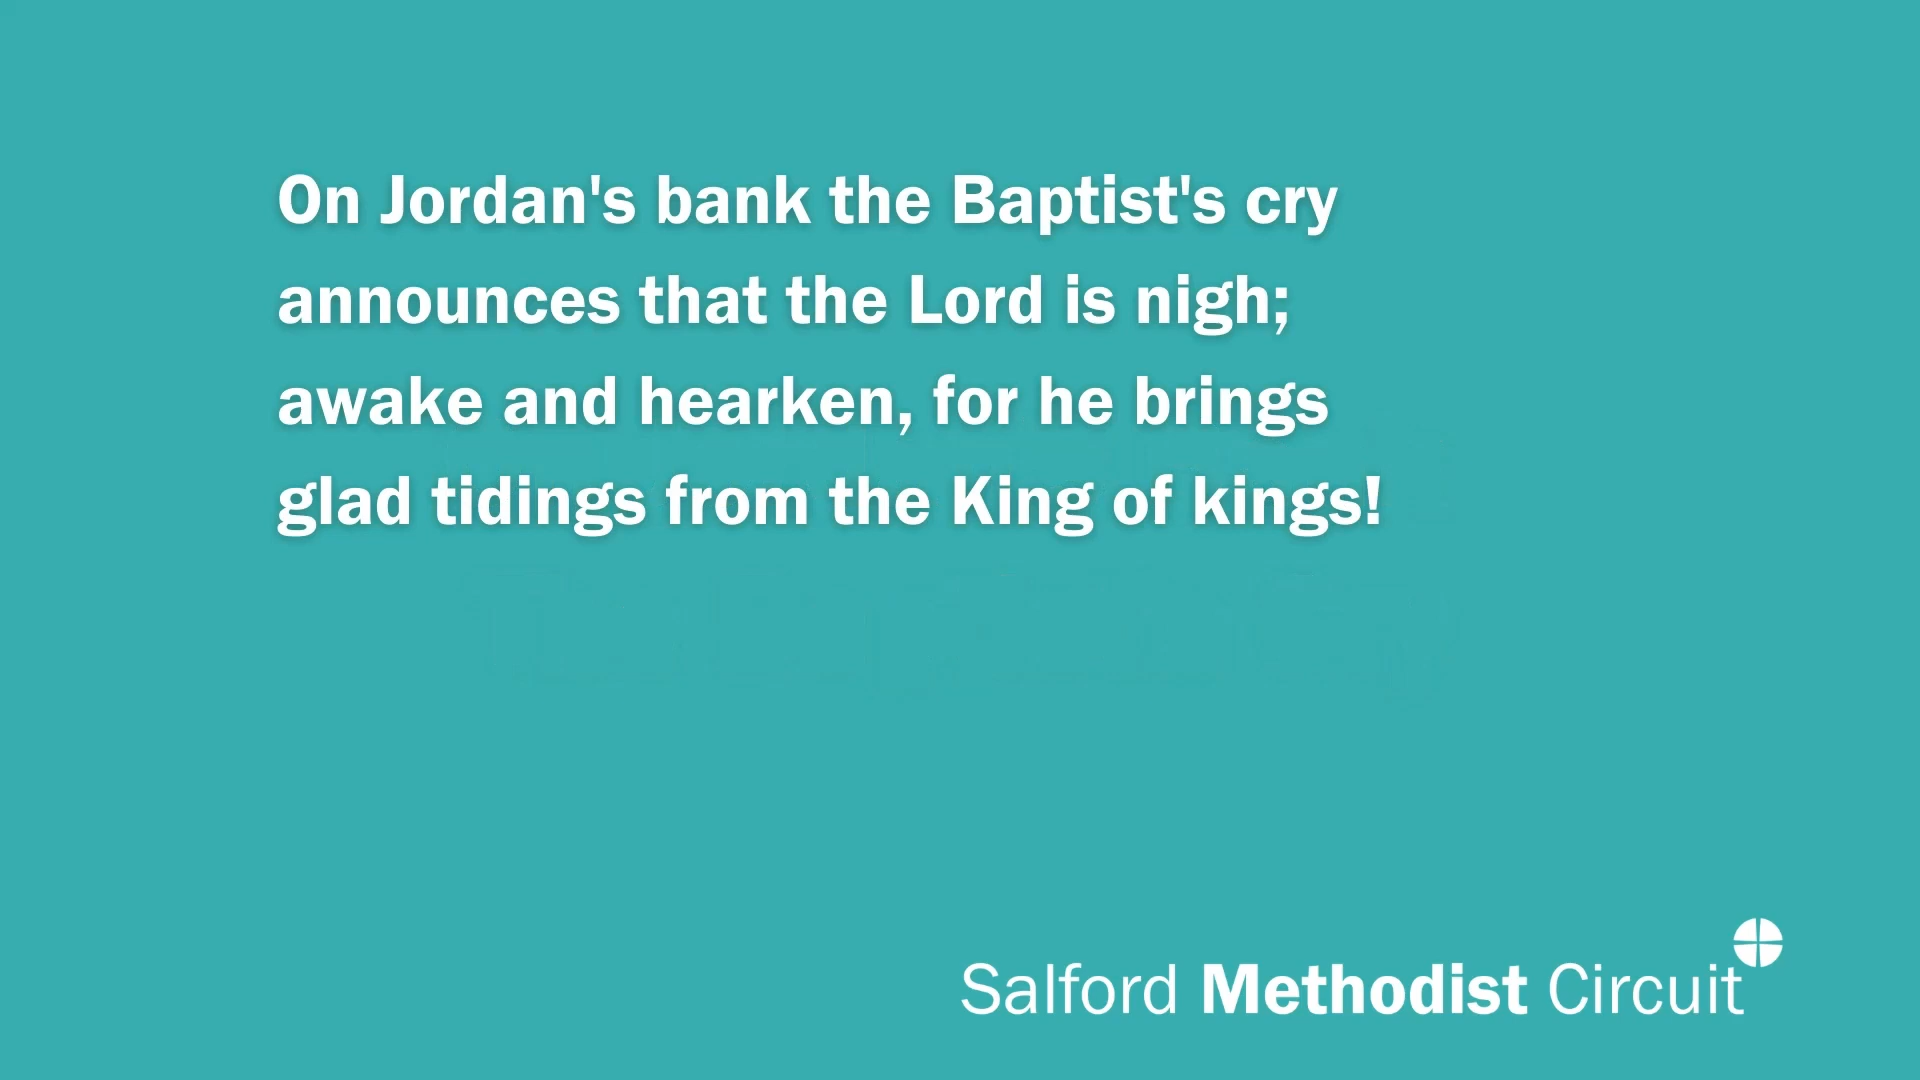 On Jordan's bank the Baptist's cry
announces that the Lord is nigh;
awake and hearken, for he brings
glad tidings from the King of kings!
Salford Methodist Circuit